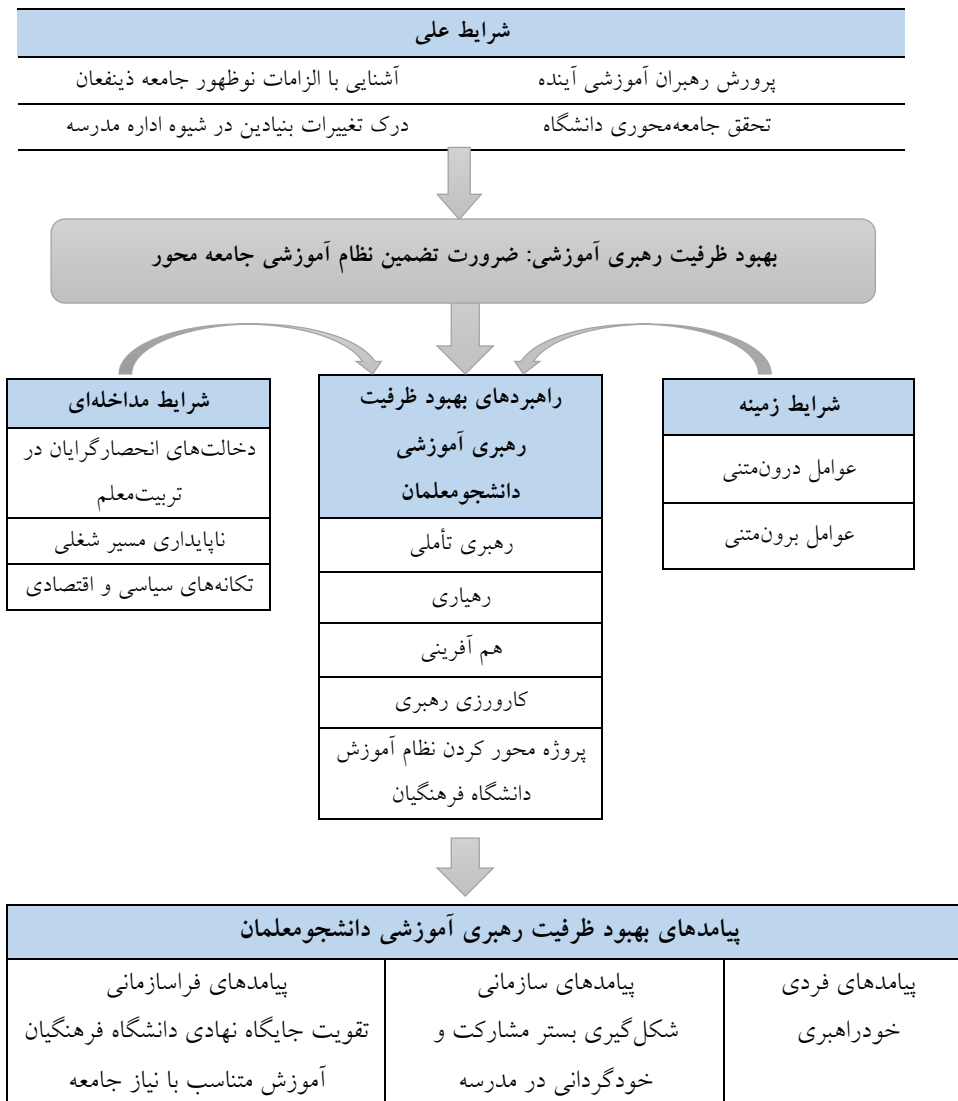 شرایط علی
پرورش رهبران آموزشی آینده
آشنایی با الزامات نوظهور جامعه ذینفعان
تحقق جامعه‌محوری دانشگاه
درک تغییرات بنیادین در شیوه اداره مدرسه
بهبود ظرفیت رهبری آموزشی: ضرورت تضمین نظام آموزشی جامعه محور
شرایط زمینه
عوامل درون‌متنی
عوامل برون‌متنی
راهبردهای بهبود ظرفیت
رهبری آموزشی
دانشجومعلمان
رهبری تأملی
رهیاری
هم آفرینی
کارورزی رهبری
پروژه محور کردن نظام آموزش
دانشگاه فرهنگیان
شرایط مداخله‌ای
دخالت‌های انحصارگرایان در
تربیت‌معلم
ناپایداری مسیر شغلی
تکانه‌های سیاسی و اقتصادی
پیامدهای بهبود ظرفیت رهبری آموزشی دانشجومعلمان
پیامدهای فردی
خودراهبری
پیامدهای سازمانی
شکل‌گیری بستر مشارکت و
خودگردانی در مدرسه
پیامدهای فراسازمانی
تقویت جایگاه نهادی دانشگاه فرهنگیان
آموزش متناسب با نیاز جامعه